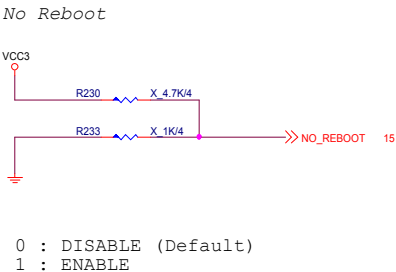 No Reboot
VCC3
R230 X_4.7K/4
R233 X_1K/4
NO_REBOOT 15
0 : DISABLE (Default)
1 : ENABLE